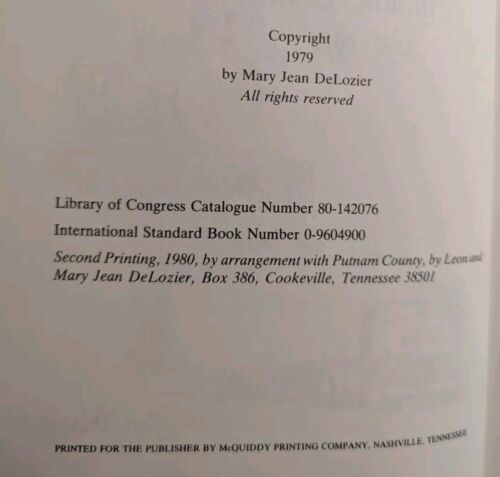 Copyright
1979
by Mary Jean DeLozier
All rights reserved
Library of Congress Catalogue Number 80-142076
International Standard Book Number 0-9604900
Second Printing, 1980, by arrangement with Putnam County, by Leon and
Mary Jean DeLozier, Box 386, Cookeville, Tennessee 38501
PRINTED FOR THE PUBLISHER BY McQUIDDY PRINTING COMPANY, NASHVILLE, TENNESSEE